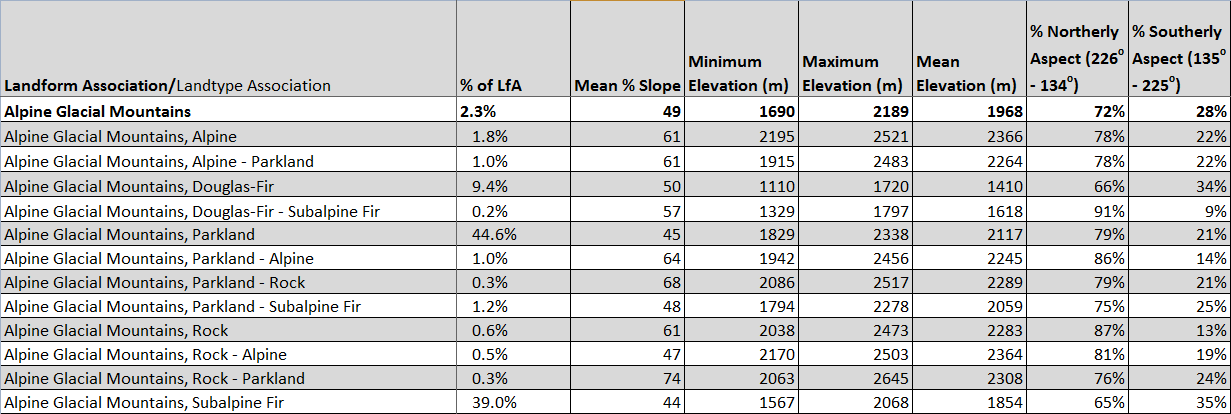 Landform Association/Landtype Association % of LfA Mean % Slope Minimum Elevation (m) Maximum Elevation (m) Mean Elevation (m) % Northerly Aspect (226° - 134°) % Southerly Aspect (135° - 225°)
Alpine Glacial Mountains 2.3% 49 1690 2189 1968 72% 28%
Alpine Glacial Mountains, Alpine 1.8% 61 2195 2521 2366 78% 22%
Alpine Glacial Mountains, Alpine - Parkland 1.0% 61 1915 2483 2264 78% 22%
Alpine Glacial Mountains, Douglas-Fir 9.4% 50 1110 1720 1410 66% 34%
Alpine Glacial Mountains, Douglas-Fir - Subalpine Fir 0.2% 57 1329 1797 1618 91% 9%
Alpine Glacial Mountains, Parkland 44.6% 45 1829 2338 2117 79% 21%
Alpine Glacial Mountains, Parkland - Alpine 1.0% 64 1942 2456 2245 86% 14%
Alpine Glacial Mountains, Parkland - Rock 0.3% 68 2086 2517 2289 79% 21%
Alpine Glacial Mountains, Parkland - Subalpine Fir 1.2% 48 1794 2278 2059 75% 25%
Alpine Glacial Mountains, Rock 0.6% 61 2038 2473 2283 87% 13%
Alpine Glacial Mountains, Rock - Alpine 0.5% 47 2170 2503 2364 81% 19%
Alpine Glacial Mountains, Rock - Parkland 0.3% 74 2063 2645 2308 76% 24%
Alpine Glacial Mountains, Subalpine Fir 39.0% 44 1567 2068 1854 65% 35%